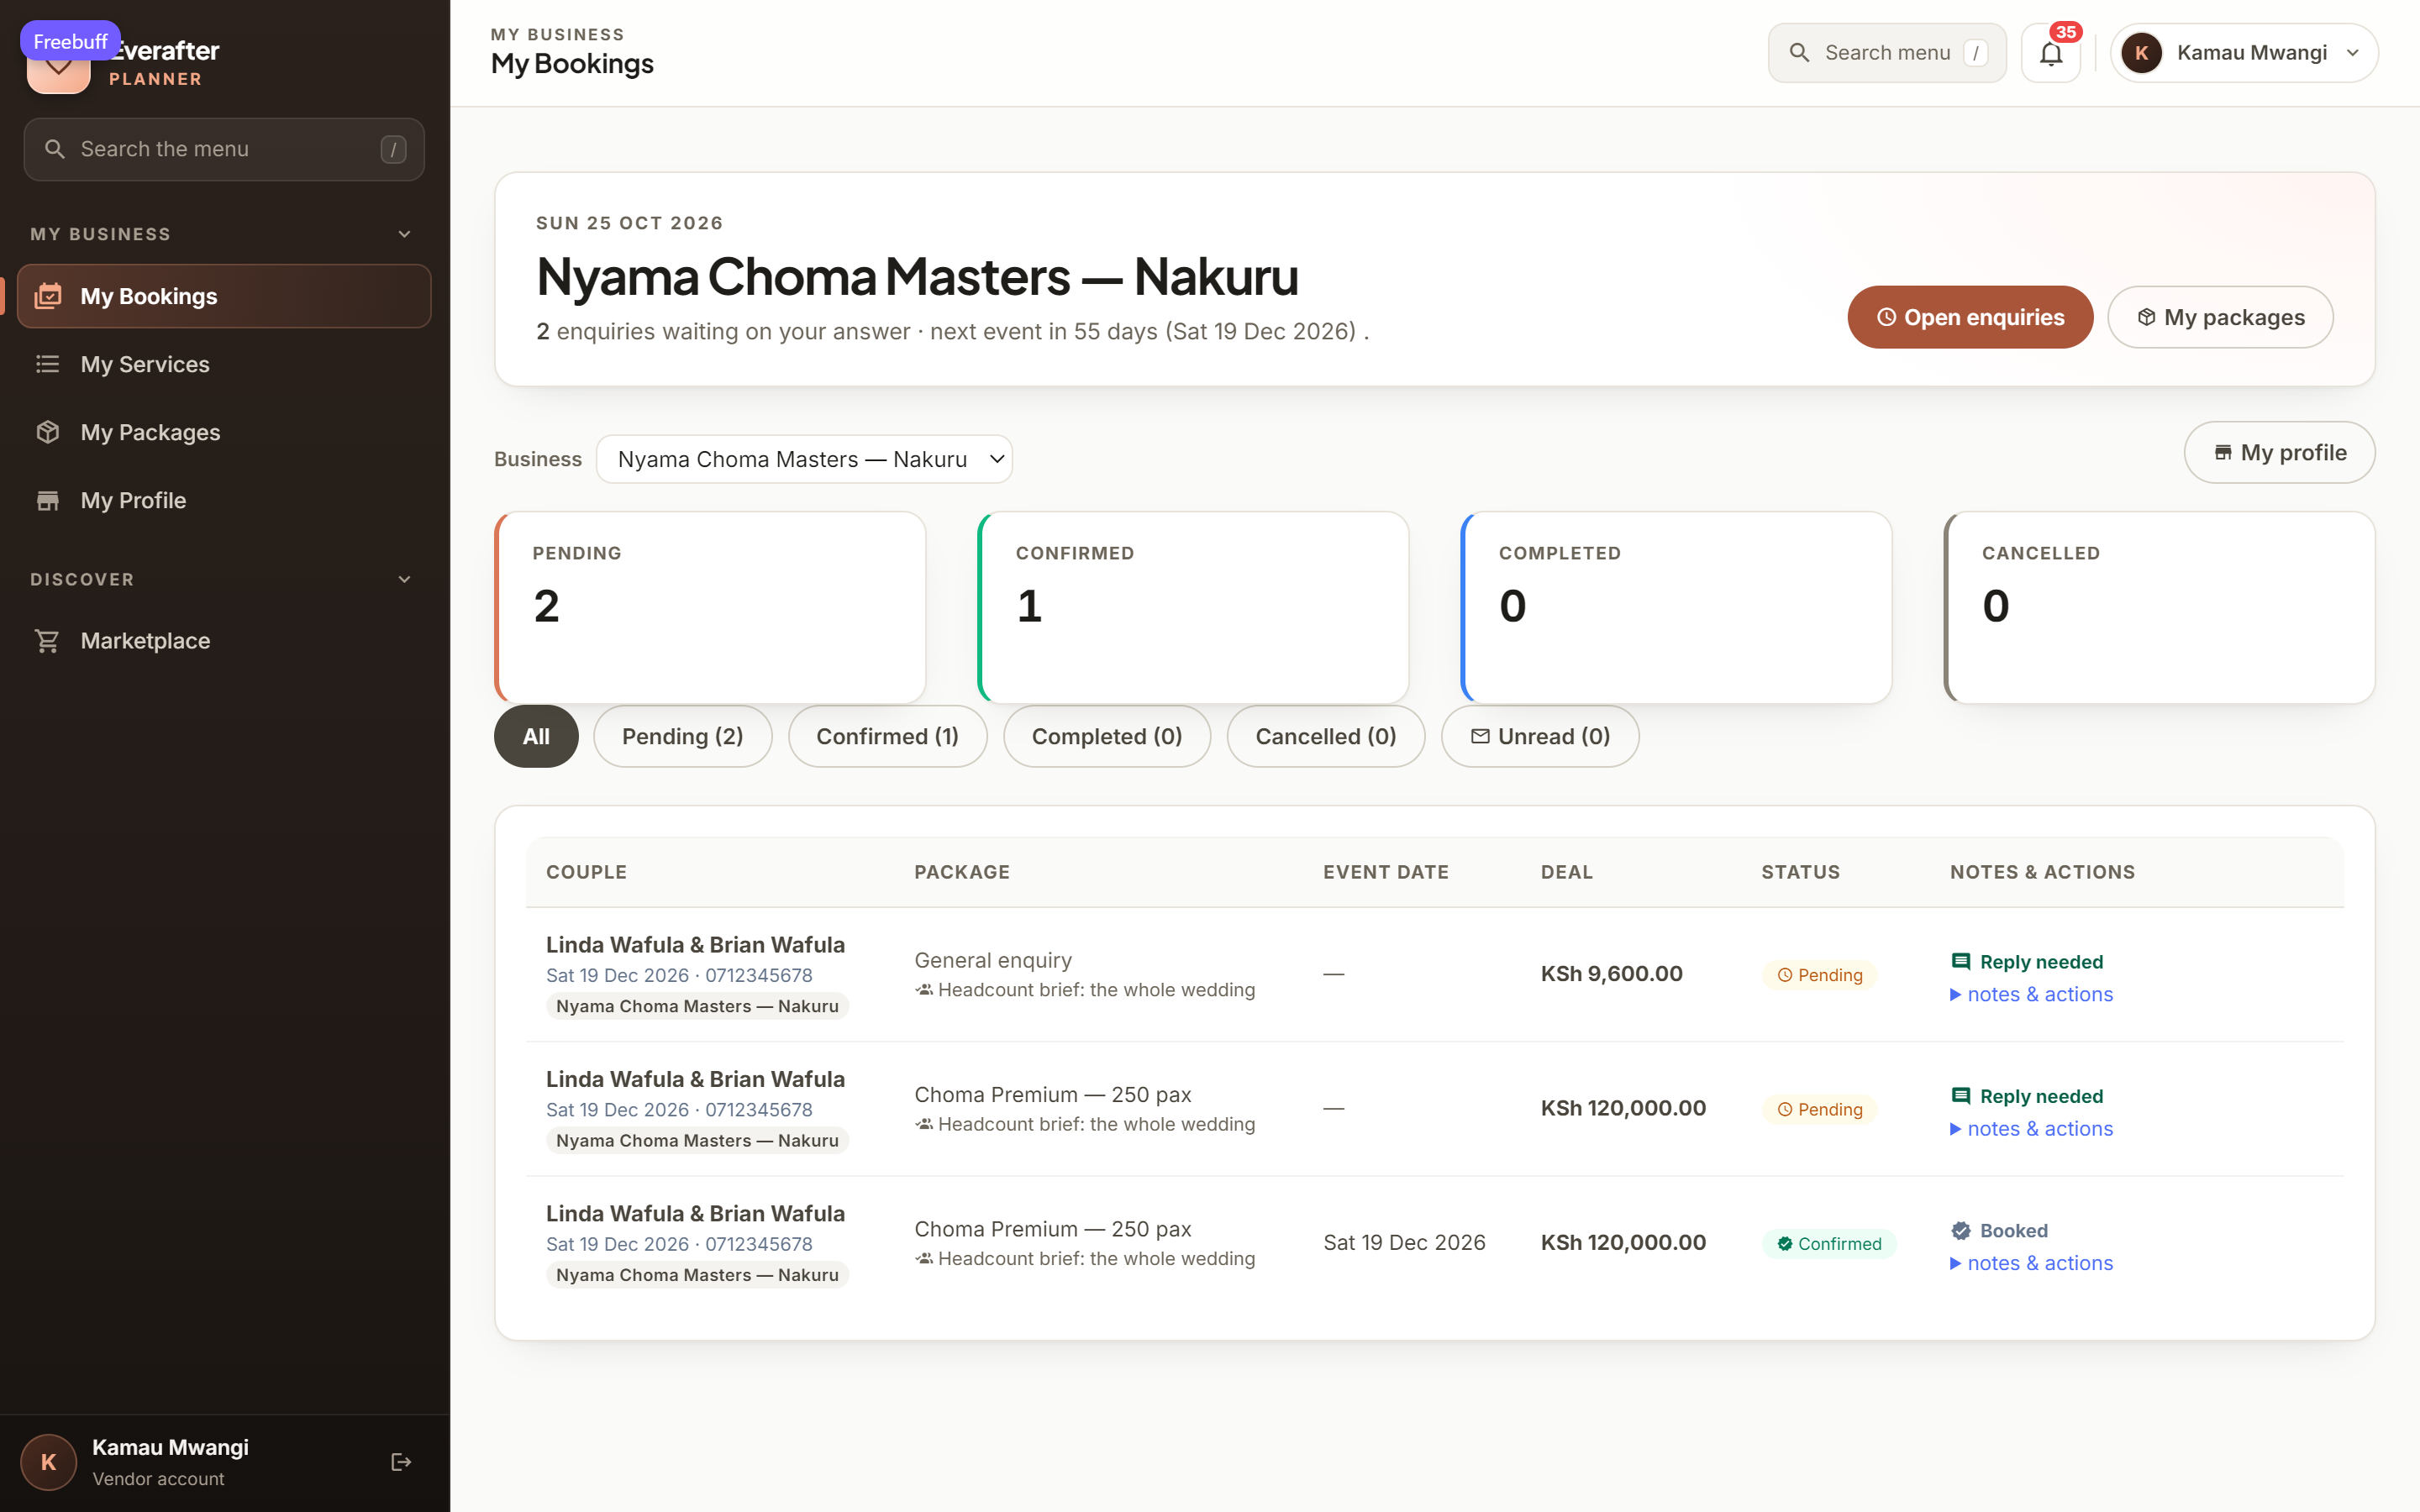 Freebuff
Everafter
PLANNER
Search the menu /
MY BUSINESS
My Bookings
My Services
My Packages
My Profile
DISCOVER
Marketplace
K
Kamau Mwangi
Vendor account
MY BUSINESS
My Bookings
Search menu /
35
K Kamau Mwangi
SUN 25 OCT 2026
Nyama Choma Masters — Nakuru
2 enquiries waiting on your answer · next event in 55 days (Sat 19 Dec 2026) .
Open enquiries
My packages
Business Nyama Choma Masters — Nakuru
My profile
PENDING
2
CONFIRMED
1
COMPLETED
0
CANCELLED
0
All
Pending (2)
Confirmed (1)
Completed (0)
Cancelled (0)
Unread (0)
COUPLE PACKAGE EVENT DATE DEAL STATUS NOTES & ACTIONS
Linda Wafula & Brian Wafula
Sat 19 Dec 2026 · 0712345678
Nyama Choma Masters — Nakuru
General enquiry
Headcount brief: the whole wedding
—
KSh 9,600.00
Pending
Reply needed
notes & actions
Linda Wafula & Brian Wafula
Sat 19 Dec 2026 · 0712345678
Nyama Choma Masters — Nakuru
Choma Premium — 250 pax
Headcount brief: the whole wedding
—
KSh 120,000.00
Pending
Reply needed
notes & actions
Linda Wafula & Brian Wafula
Sat 19 Dec 2026 · 0712345678
Nyama Choma Masters — Nakuru
Choma Premium — 250 pax
Headcount brief: the whole wedding
Sat 19 Dec 2026
KSh 120,000.00
Confirmed
Booked
notes & actions